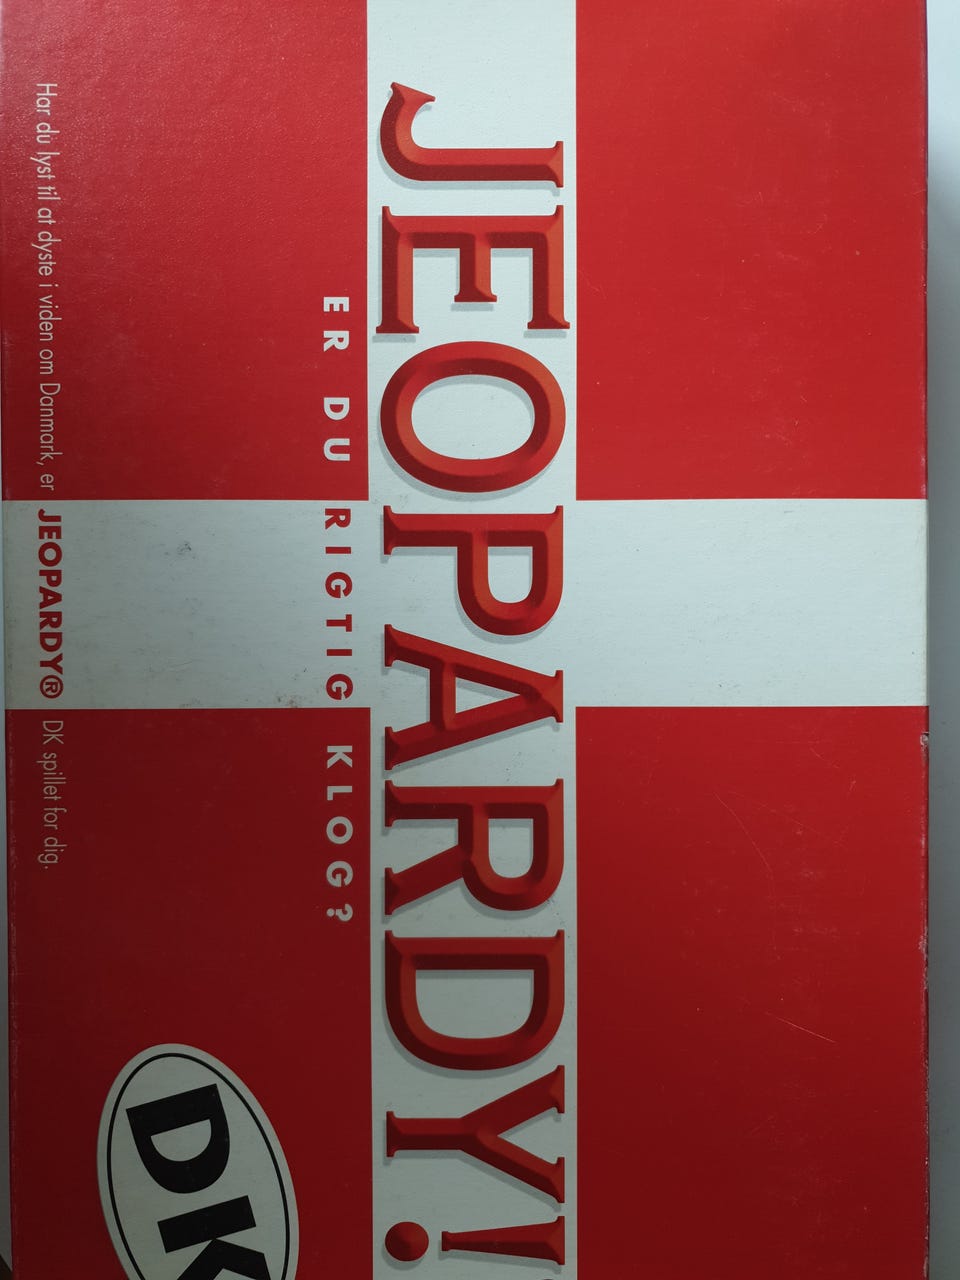 JEOPARDY!
ER DU RIGTIG KLOG?
DK
Har du lyst til at dyste i viden om Danmark, er JEOPARDY® DK spillet for dig.